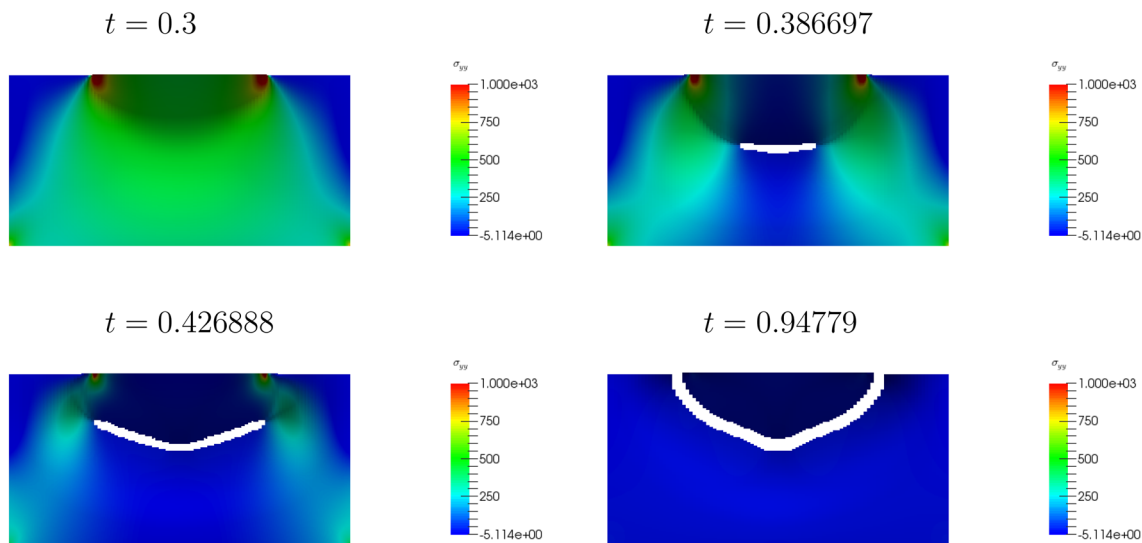 t = 0.3
t = 0.386697
σyy
1.000e+03
750
500
250
-5.114e+00
σyy
1.000e+03
750
500
250
-5.114e+00
t = 0.426888
t = 0.94779
σyy
1.000e+03
750
500
250
-5.114e+00
σyy
1.000e+03
750
500
250
-5.114e+00